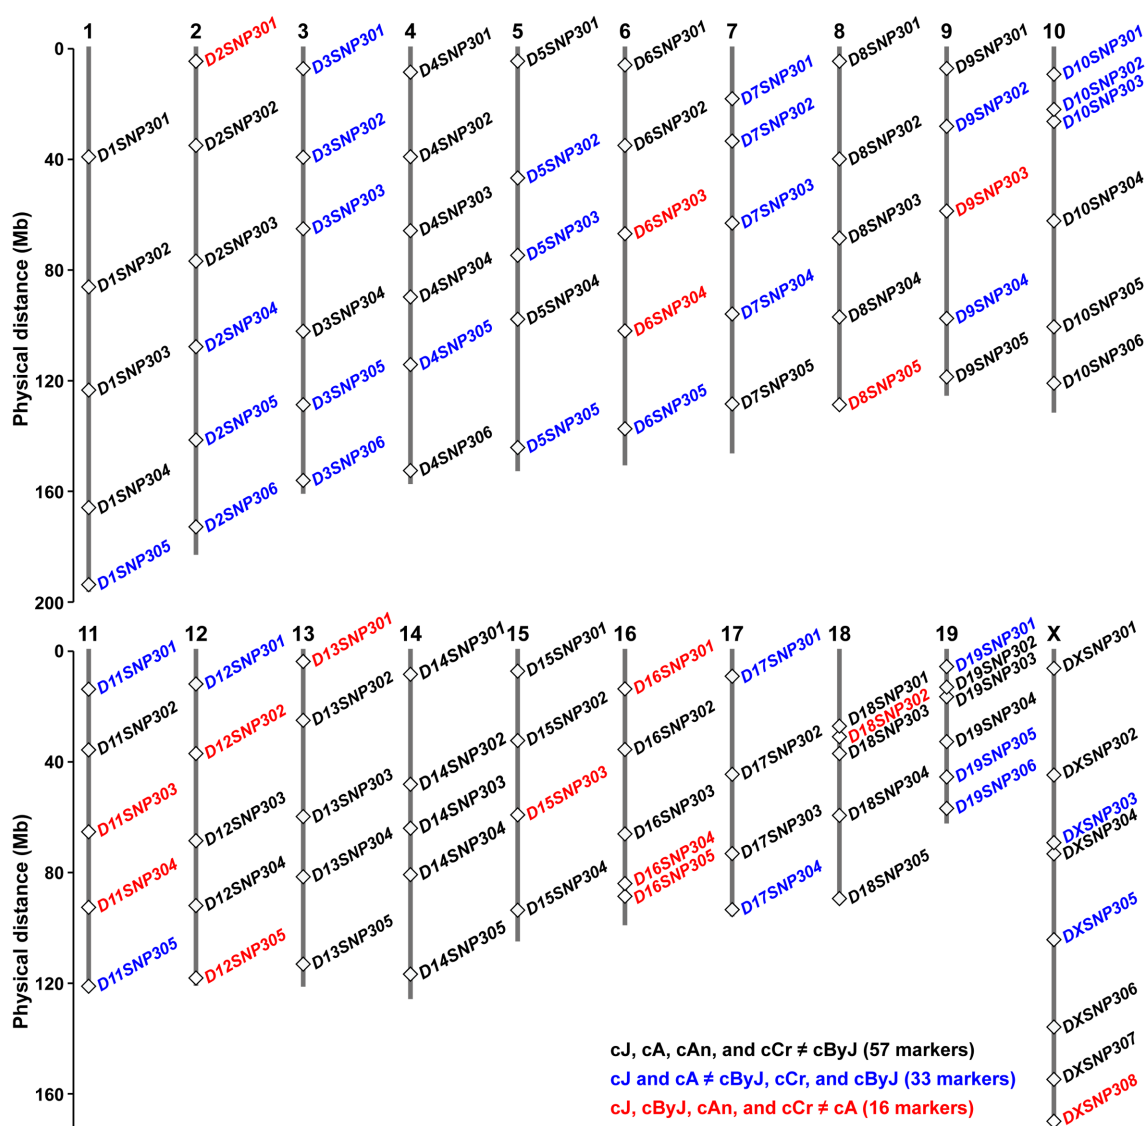 1 2 3 4 5 6 7 8 9 10
Physical distance (Mb)
0
40
80
120
160
200
D1SNP301
D1SNP302
D1SNP303
D1SNP304
D1SNP305
D2SNP301
D2SNP302
D2SNP303
D2SNP304
D2SNP305
D2SNP306
D3SNP301
D3SNP302
D3SNP303
D3SNP304
D3SNP305
D3SNP306
D4SNP301
D4SNP302
D4SNP303
D4SNP304
D4SNP305
D4SNP306
D5SNP301
D5SNP302
D5SNP303
D5SNP304
D5SNP305
D6SNP301
D6SNP302
D6SNP303
D6SNP304
D6SNP305
D7SNP301
D7SNP302
D7SNP303
D7SNP304
D7SNP305
D8SNP301
D8SNP302
D8SNP303
D8SNP304
D8SNP305
D9SNP301
D9SNP302
D9SNP303
D9SNP304
D9SNP305
D10SNP301
D10SNP302
D10SNP303
D10SNP304
D10SNP305
D10SNP306
11 12 13 14 15 16 17 18 19 X
Physical distance (Mb)
0
40
80
120
160
D11SNP301
D11SNP302
D11SNP303
D11SNP304
D11SNP305
D12SNP301
D12SNP302
D12SNP303
D12SNP304
D12SNP305
D13SNP301
D13SNP302
D13SNP303
D13SNP304
D13SNP305
D14SNP301
D14SNP302
D14SNP303
D14SNP304
D14SNP305
D15SNP301
D15SNP302
D15SNP303
D15SNP304
D16SNP301
D16SNP302
D16SNP303
D16SNP304
D16SNP305
D17SNP301
D17SNP302
D17SNP303
D17SNP304
D18SNP301
D18SNP302
D18SNP303
D18SNP304
D18SNP305
D19SNP301
D19SNP302
D19SNP303
D19SNP304
D19SNP305
D19SNP306
DXSNP301
DXSNP302
DXSNP303
DXSNP304
DXSNP305
DXSNP306
DXSNP307
DXSNP308
cJ, cA, cAn, and cCr ≠ cByJ (57 markers)
cJ and cA ≠ cByJ, cCr, and cByJ (33 markers)
cJ, cByJ, cAn, and cCr ≠ cA (16 markers)